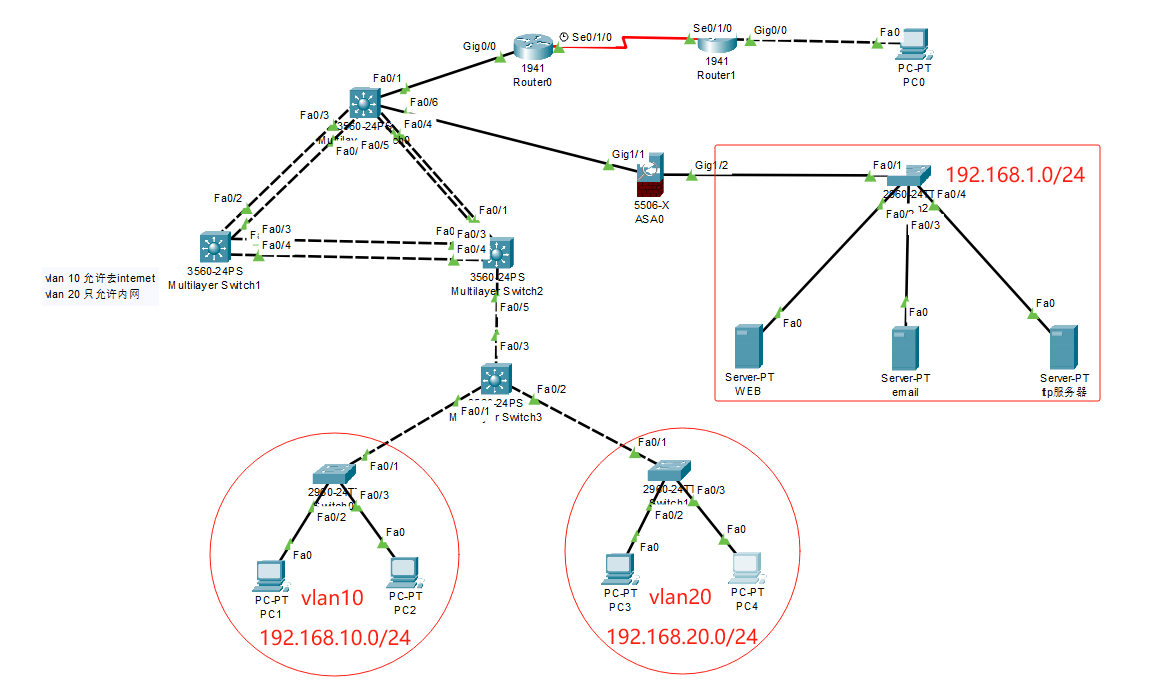 Se0/1/0
Gig0/0
Fa0
Gig0/0
Se0/1/0
1941
Router0
1941
Router1
PC-PT
PC0
Fa0/1
Fa0/6
Fa0/3
3560-24PS
Fa0/4
Fa0/5
Gig1/1
Gig1/2
Fa0/1
192.168.1.0/24
5506-X
ASA0
Fa0/4
Fa0/3
Fa0/2
Fa0/1
Fa0/3
Fa0/4
Fa0/3
Fa0/4
3560-24PS
Multilayer Switch1
3560-24PS
Multilayer Switch2
vlan 10 允许去internet
vlan 20 只允许内网
Fa0/5
Fa0/3
Fa0
Fa0
Fa0
Server-PT
WEB
Server-PT
email
Server-PT
ftp服务器
Fa0/2
Fa0/1
Switch3
Fa0/1
Fa0/3
Fa0/2
Fa0
Fa0
PC-PT
PC1
PC-PT
PC2
vlan10
192.168.10.0/24
Fa0/1
Fa0/3
Fa0/2
Fa0
Fa0
PC-PT
PC3
PC-PT
PC4
vlan20
192.168.20.0/24